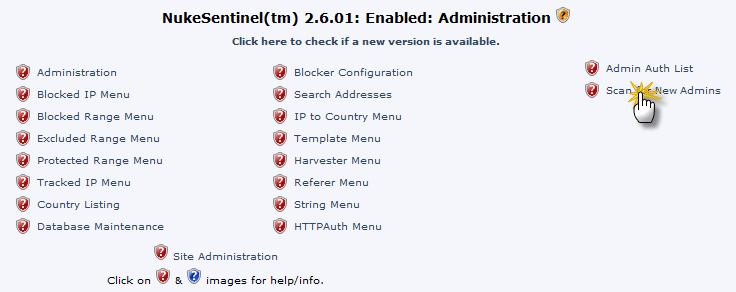 NukeSentinel(tm) 2.6.01: Enabled: Administration
Click here to check if a new version is available.
Administration
Blocked IP Menu
Blocked Range Menu
Excluded Range Menu
Protected Range Menu
Tracked IP Menu
Country Listing
Database Maintenance
Blocker Configuration
Search Addresses
IP to Country Menu
Template Menu
Harvester Menu
Referer Menu
String Menu
HTTPAuth Menu
Admin Auth List
Scan New Admins
Site Administration
Click on & images for help/info.